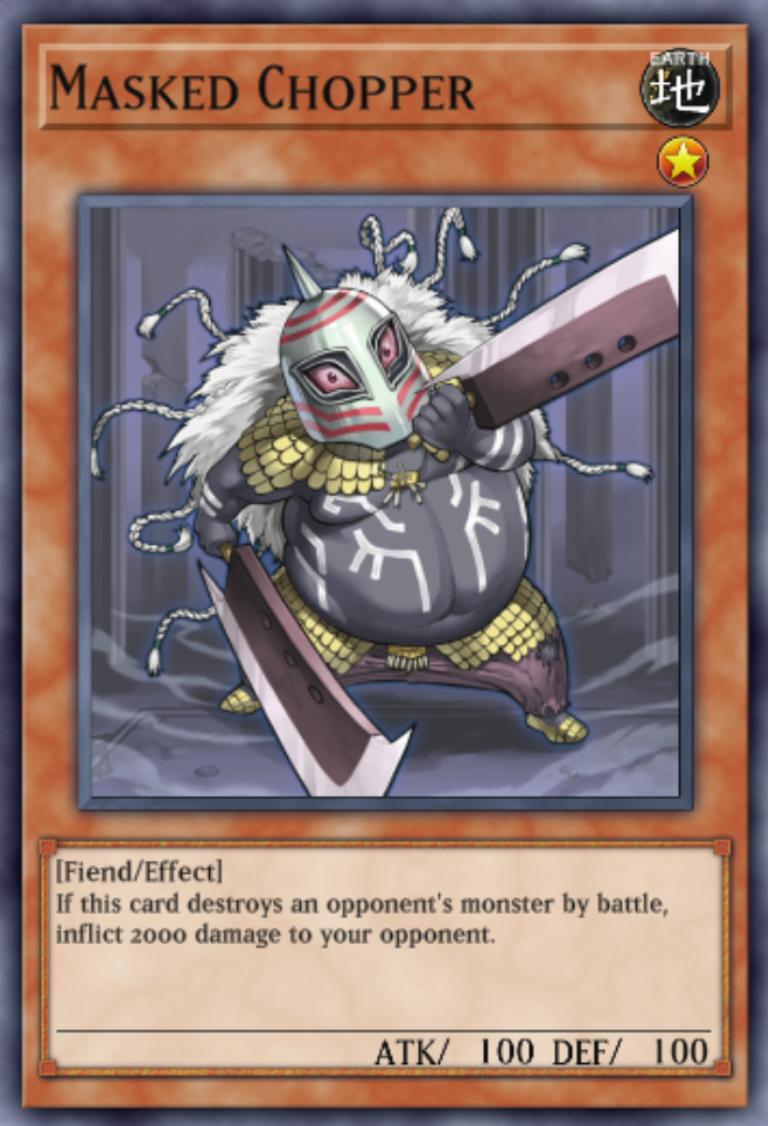 Masked Chopper
EARTH
地
[Fiend/Effect]
If this card destroys an opponent's monster by battle,
inflict 2000 damage to your opponent.
ATK/ 100 DEF/ 100